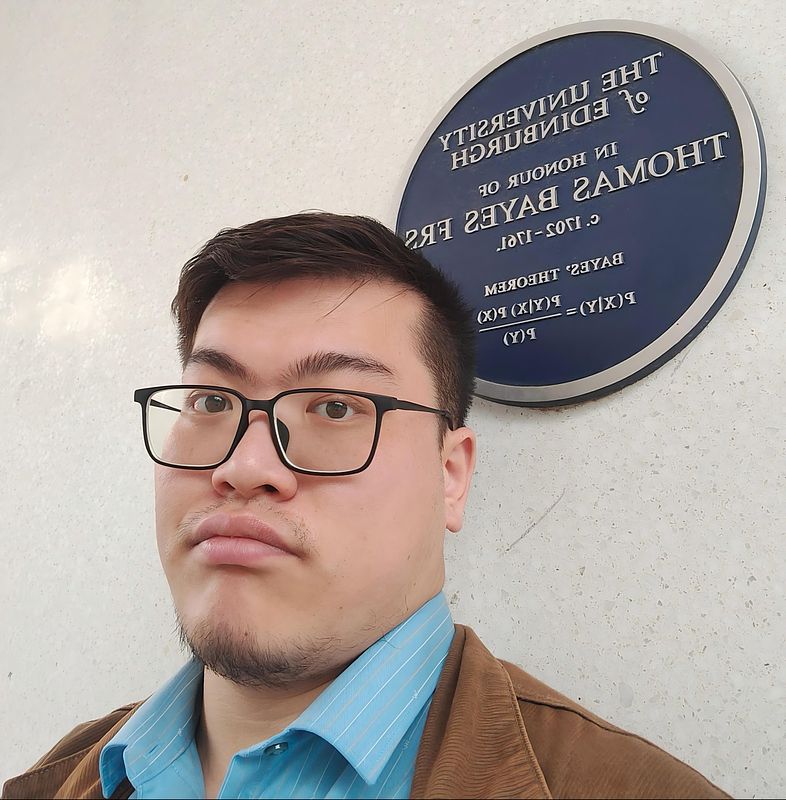 THE UNIVERSITY
of EDINBURGH
IN HONOUR OF
THOMAS BAYES FRS
c. 1702–1761.
BAYES' THEOREM
P(X|Y) = P(Y|X) P(X)
P(Y)